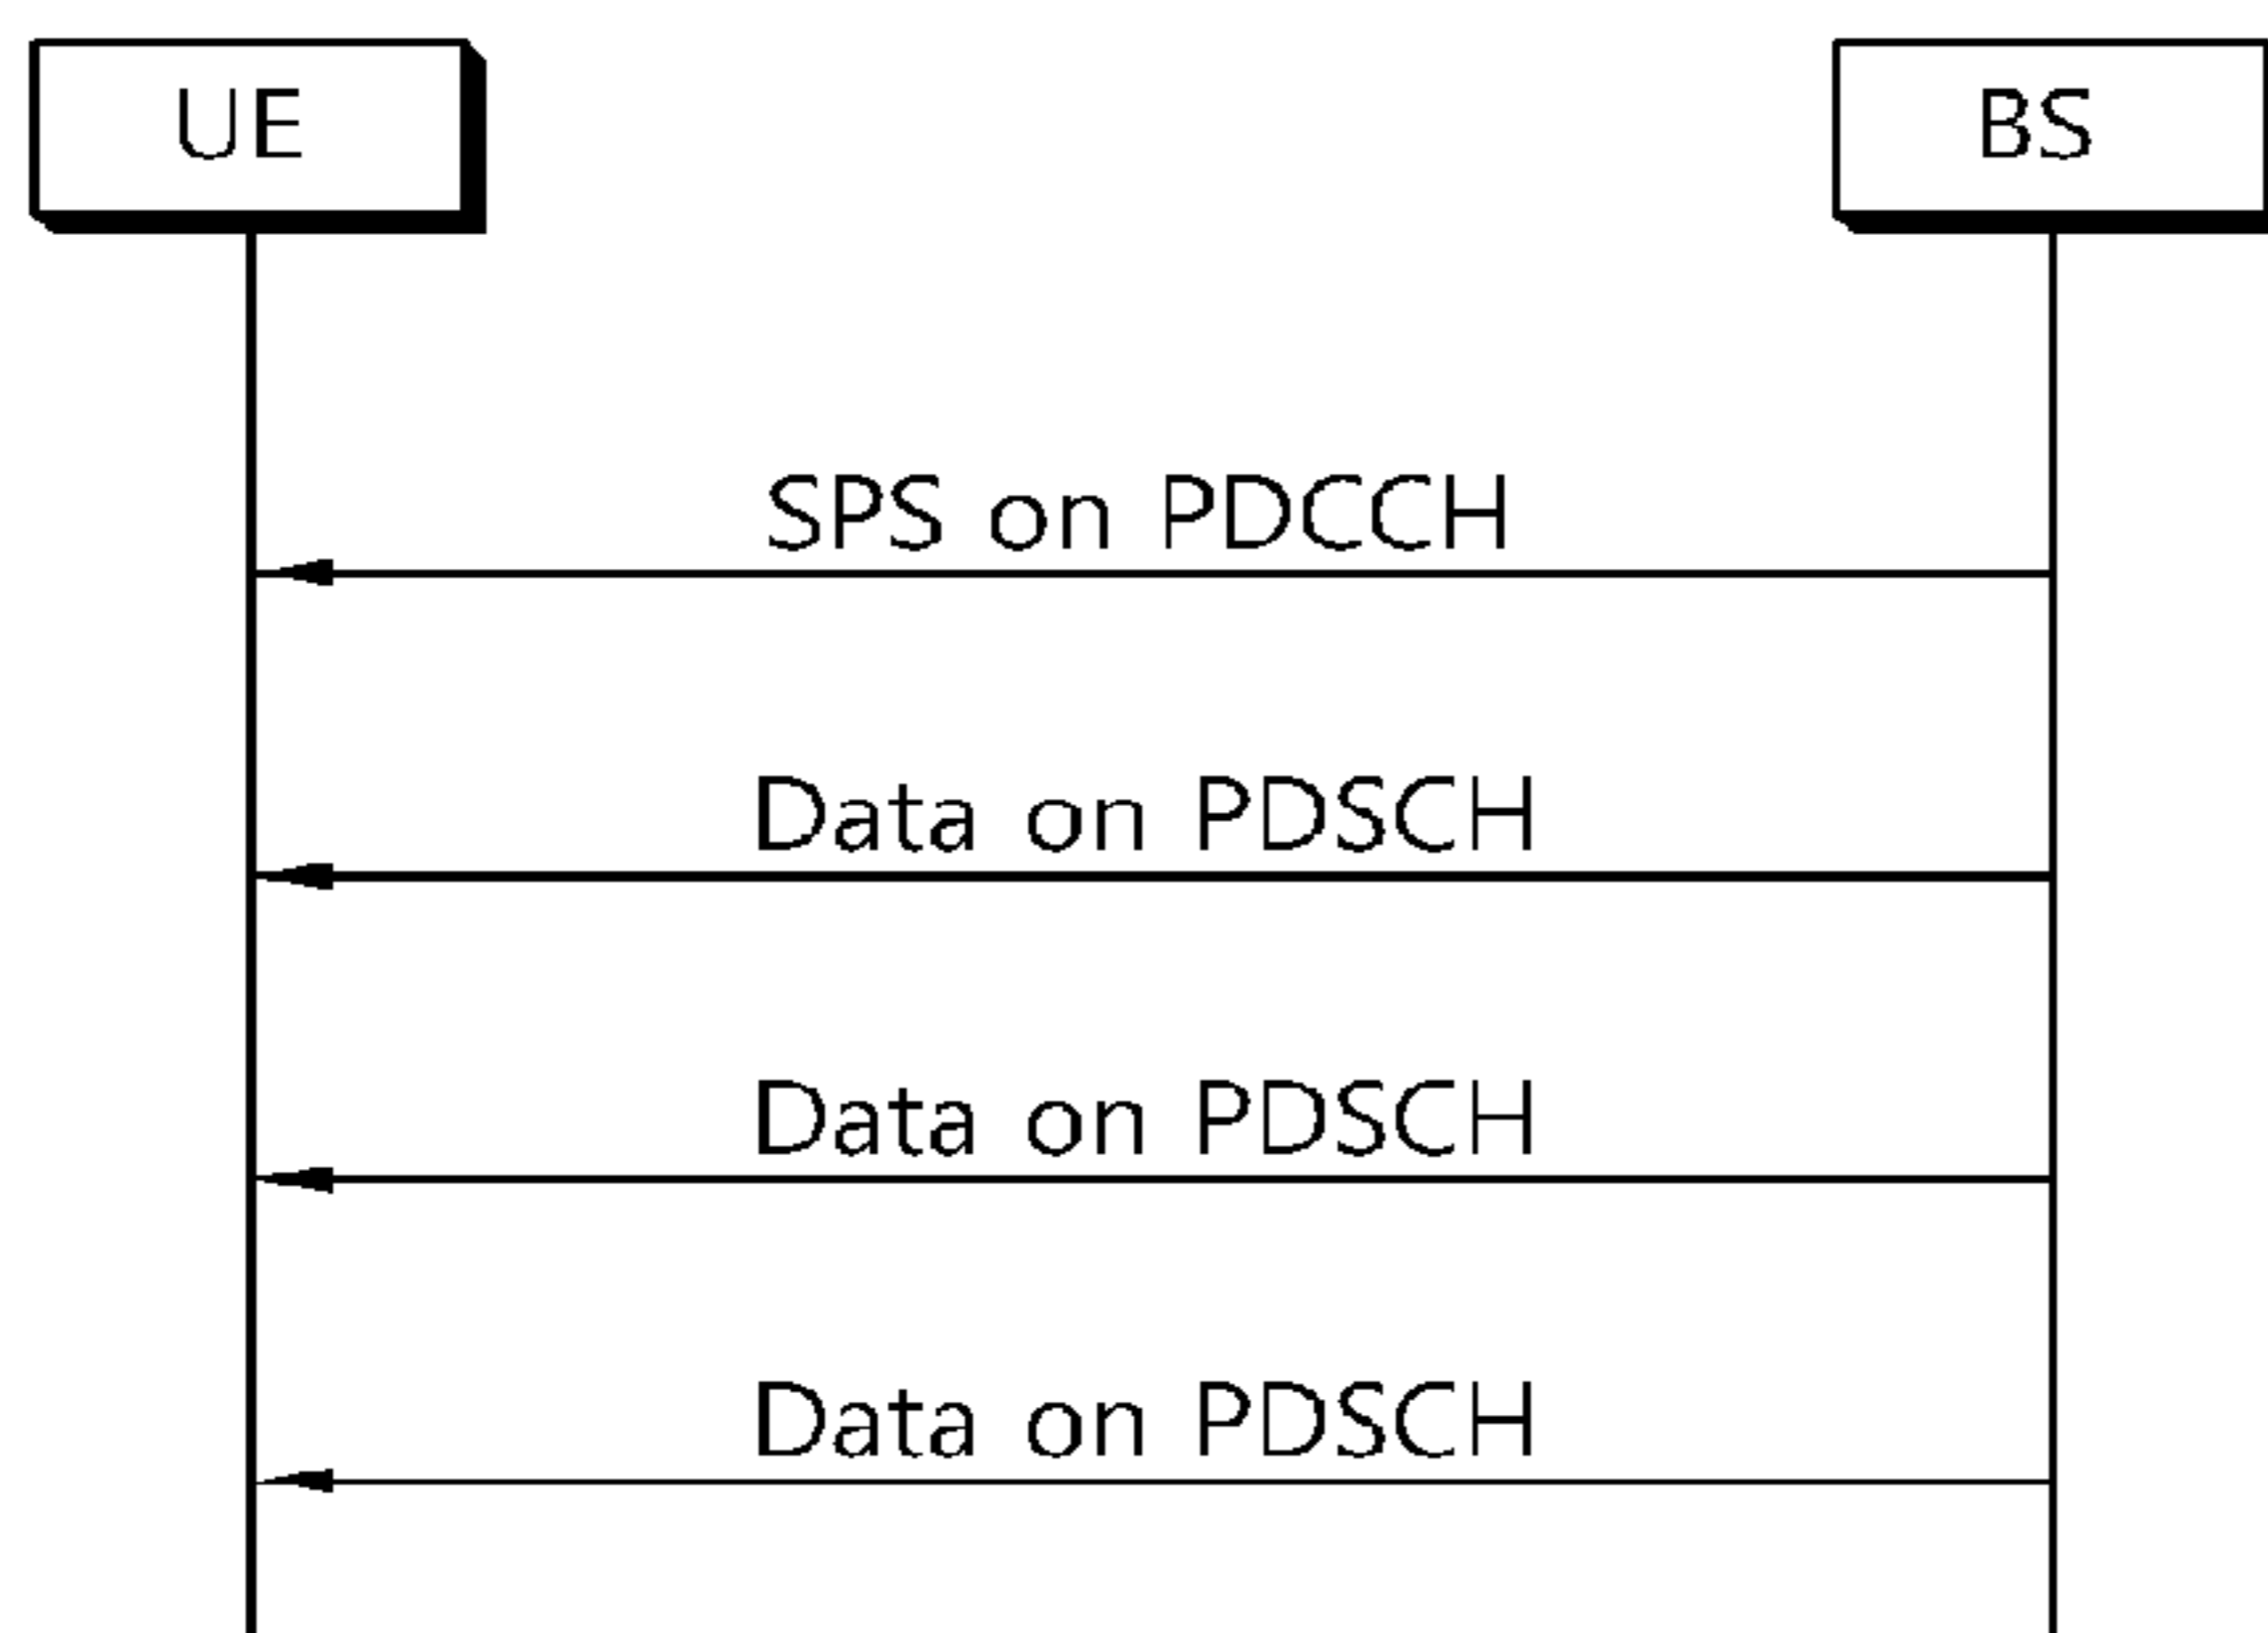 UE
BS
SPS on PDCCH
Data on PDSCH
Data on PDSCH
Data on PDSCH